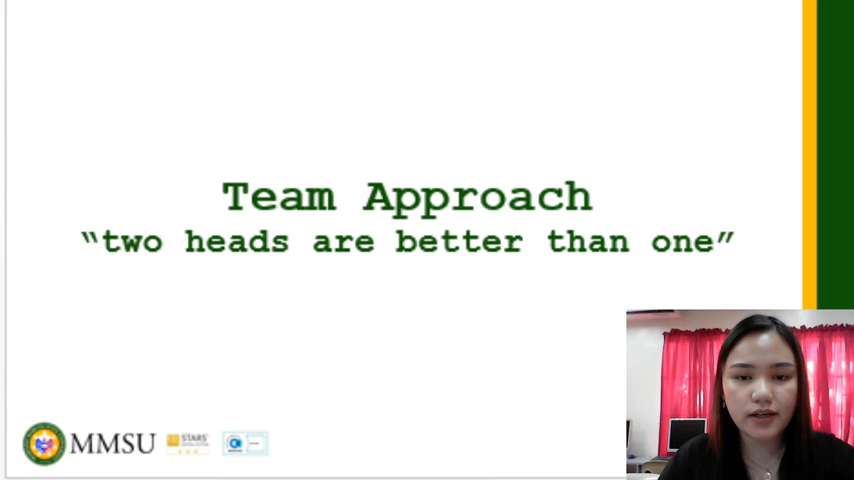 Team Approach
“two heads are better than one”
MMSU
STARS